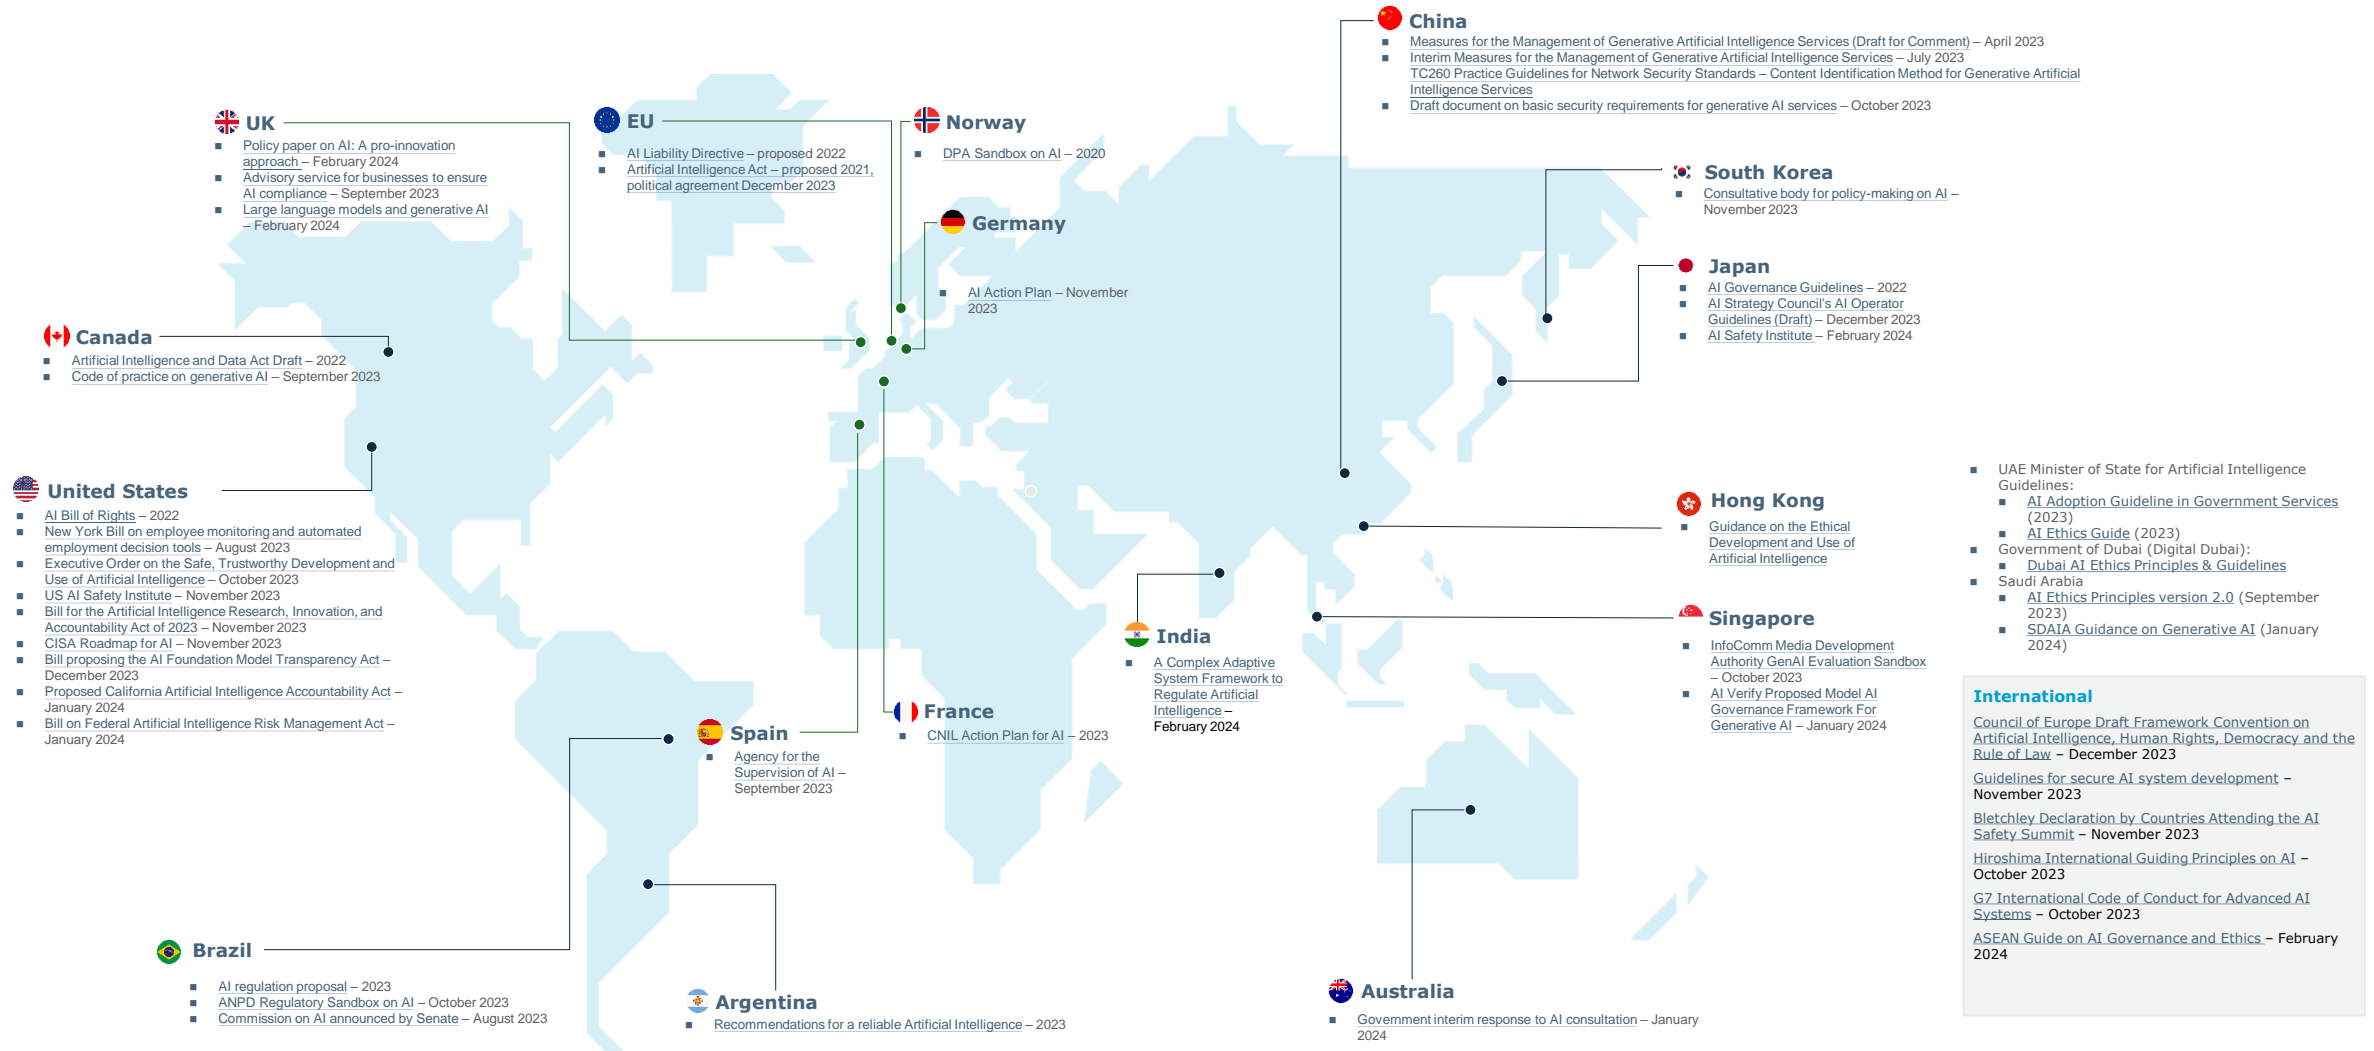 China
Measures for the Management of Generative Artificial Intelligence Services (Draft for Comment) – April 2023
Interim Measures for the Management of Generative Artificial Intelligence Services – July 2023
TC260 Practice Guidelines for Network Security Standards – Content Identification Method for Generative Artificial
Intelligence Services
Draft document on basic security requirements for generative AI services – October 2023
UK
Policy paper on AI: A pro-innovation
approach – February 2024
Advisory service for businesses to ensure
AI compliance – September 2023
Large language models and generative AI
– February 2024
EU
AI Liability Directive – proposed 2022
Artificial Intelligence Act – proposed 2021,
political agreement December 2023
Norway
DPA Sandbox on AI – 2020
Germany
AI Action Plan – November
2023
South Korea
Consultative body for policy-making on AI –
November 2023
Japan
AI Governance Guidelines – 2022
AI Strategy Council's AI Operator
Guidelines (Draft) – December 2023
AI Safety Institute – February 2024
Canada
Artificial Intelligence and Data Act Draft – 2022
Code of practice on generative AI – September 2023
United States
AI Bill of Rights – 2022
New York Bill on employee monitoring and automated
employment decision tools – August 2023
Executive Order on the Safe, Trustworthy Development and
Use of Artificial Intelligence – October 2023
US AI Safety Institute – November 2023
Bill for the Artificial Intelligence Research, Innovation, and
Accountability Act of 2023 – November 2023
CISA Roadmap for AI – November 2023
Bill proposing the AI Foundation Model Transparency Act –
December 2023
Proposed California Artificial Intelligence Accountability Act –
January 2024
Bill on Federal Artificial Intelligence Risk Management Act –
January 2024
Hong Kong
Guidance on the Ethical
Development and Use of
Artificial Intelligence
UAE Minister of State for Artificial Intelligence
Guidelines:
AI Adoption Guideline in Government Services
(2023)
AI Ethics Guide (2023)
Government of Dubai (Digital Dubai):
Dubai AI Ethics Principles & Guidelines
Saudi Arabia
AI Ethics Principles version 2.0 (September
2023)
SDAIA Guidance on Generative AI (January
2024)
Singapore
InfoComm Media Development
Authority GenAI Evaluation Sandbox
– October 2023
AI Verify Proposed Model AI
Governance Framework For
Generative AI – January 2024
India
A Complex Adaptive
System Framework to
Regulate Artificial
Intelligence –
February 2024
France
CNIL Action Plan for AI – 2023
Spain
Agency for the
Supervision of AI –
September 2023
International
Council of Europe Draft Framework Convention on
Artificial Intelligence, Human Rights, Democracy and the
Rule of Law – December 2023
Guidelines for secure AI system development –
November 2023
Bletchley Declaration by Countries Attending the AI
Safety Summit – November 2023
Hiroshima International Guiding Principles on AI –
October 2023
G7 International Code of Conduct for Advanced AI
Systems – October 2023
ASEAN Guide on AI Governance and Ethics – February
2024
Brazil
AI regulation proposal – 2023
ANPD Regulatory Sandbox on AI – October 2023
Commission on AI announced by Senate – August 2023
Argentina
Recommendations for a reliable Artificial Intelligence – 2023
Australia
Government interim response to AI consultation – January
2024